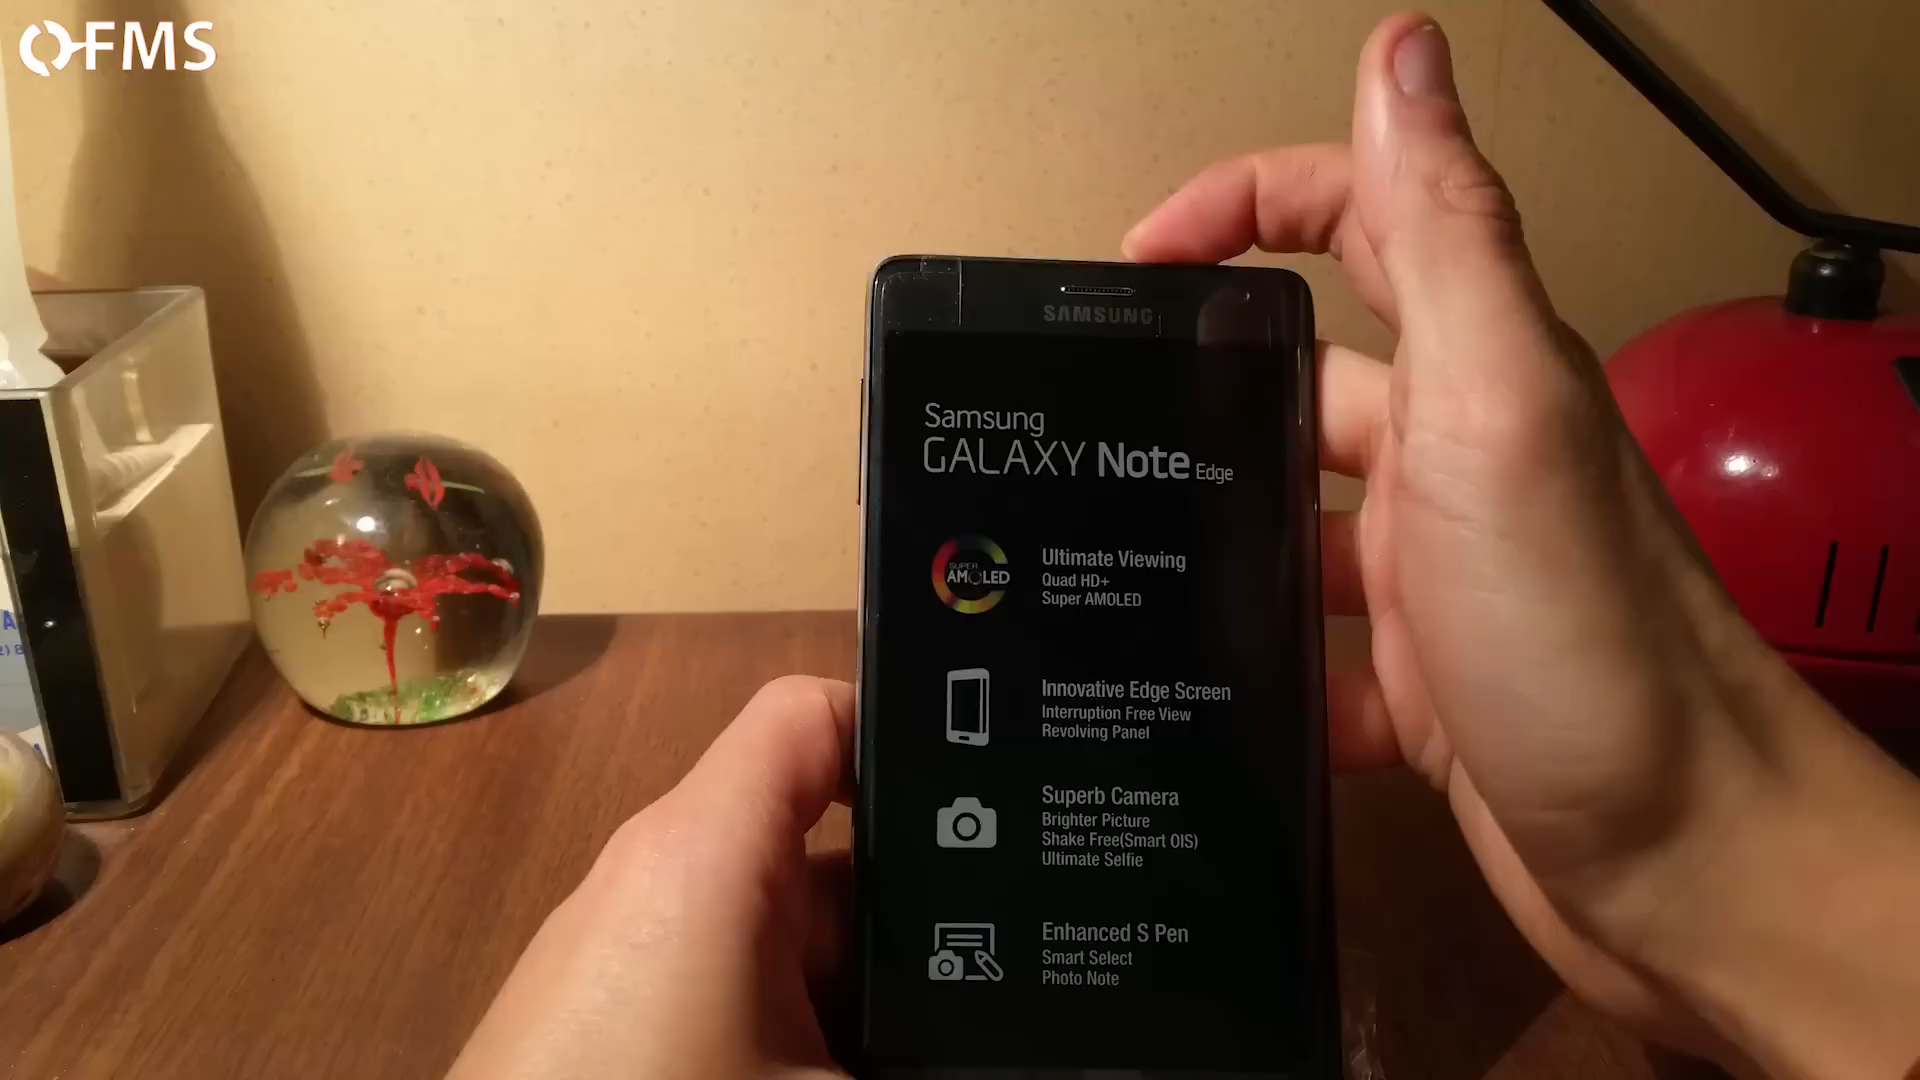 FMS
SAMSUNG
Samsung
GALAXY Note Edge
SUPER
AMOLED
Ultimate Viewing
Quad HD+
Super AMOLED
Innovative Edge Screen
Interruption Free View
Revolving Panel
Superb Camera
Brighter Picture
Shake Free(Smart OIS)
Ultimate Selfie
Enhanced S Pen
Smart Select
Photo Note